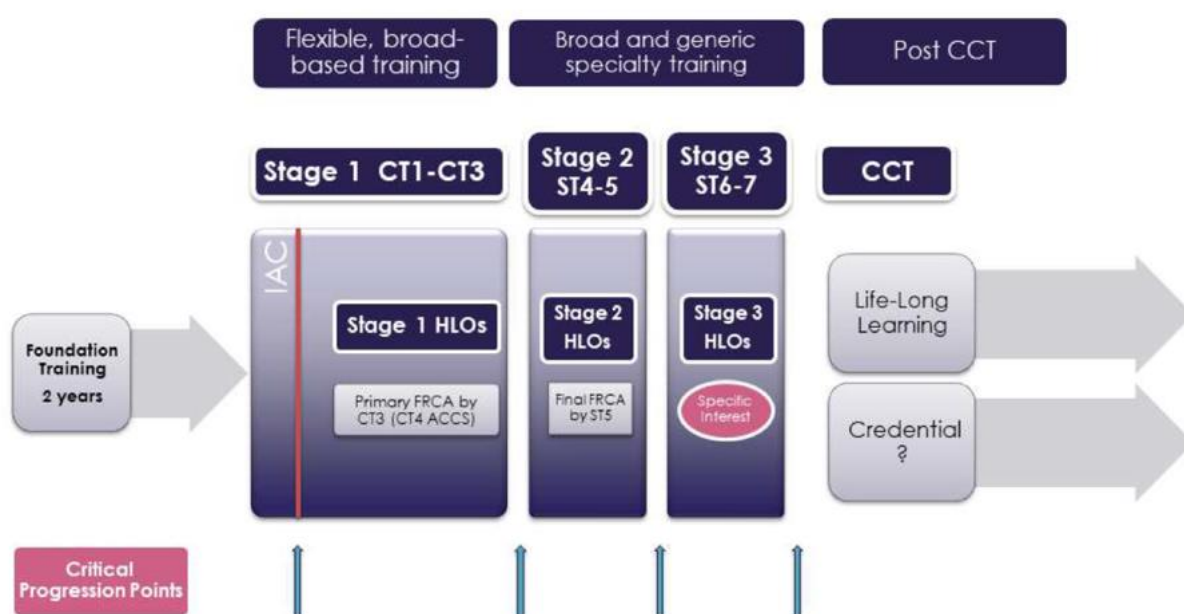 Flexible, broad-
based training
Broad and generic
specialty training
Post CCT
Stage 1 CT1-CT3
Stage 2
ST4-5
Stage 3
ST6-7
CCT
IAC
Foundation
Training
2 years
Stage 1 HLOs
Primary FRCA by
CT3 (CT4 ACCS)
Stage 2
HLOs
Final FRCA
by ST5
Stage 3
HLOs
Specific
Interest
Life-Long
Learning
Credential
?
Critical
Progression Points